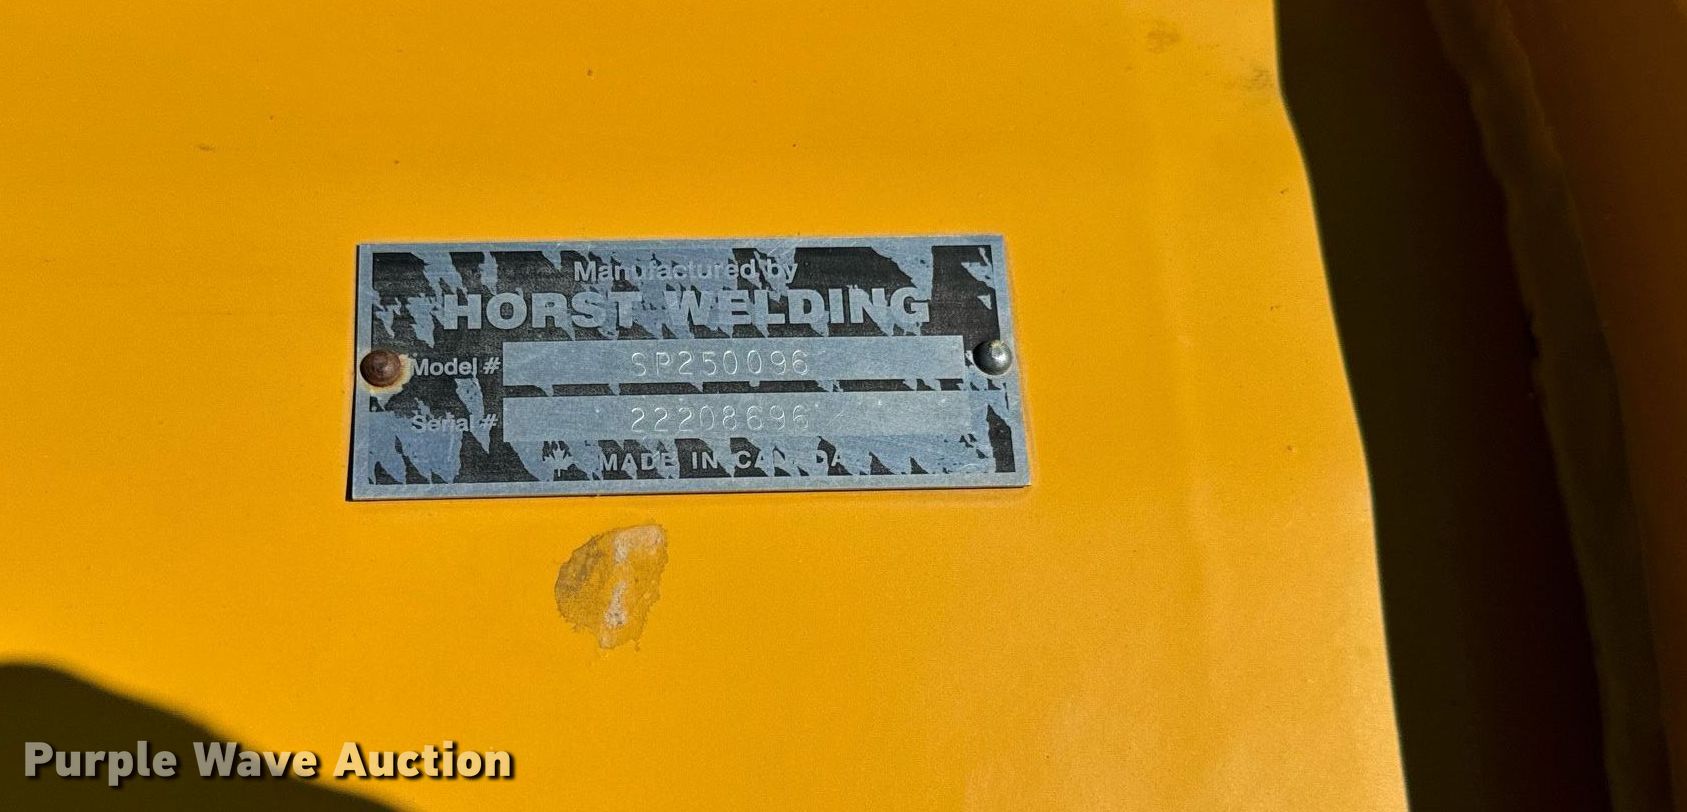 Manufactured by
HORST WELDING
Model # SP250096
Serial # 22208696
MADE IN CANADA
Purple Wave Auction